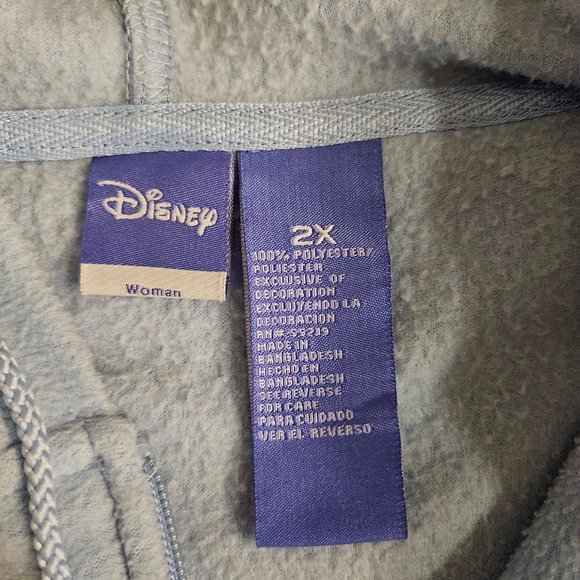 Disney
Woman
2X
100% POLYESTER/
POLIESTER
EXCLUSIVE OF
DECORATION
EXCLUYENDO LA
DECORACION
RN# 55219
MADE IN
BANGLADESH
HECHO EN
BANGLADESH
SEE REVERSE
FOR CARE
PARA CUIDADO
VER EL REVERSO